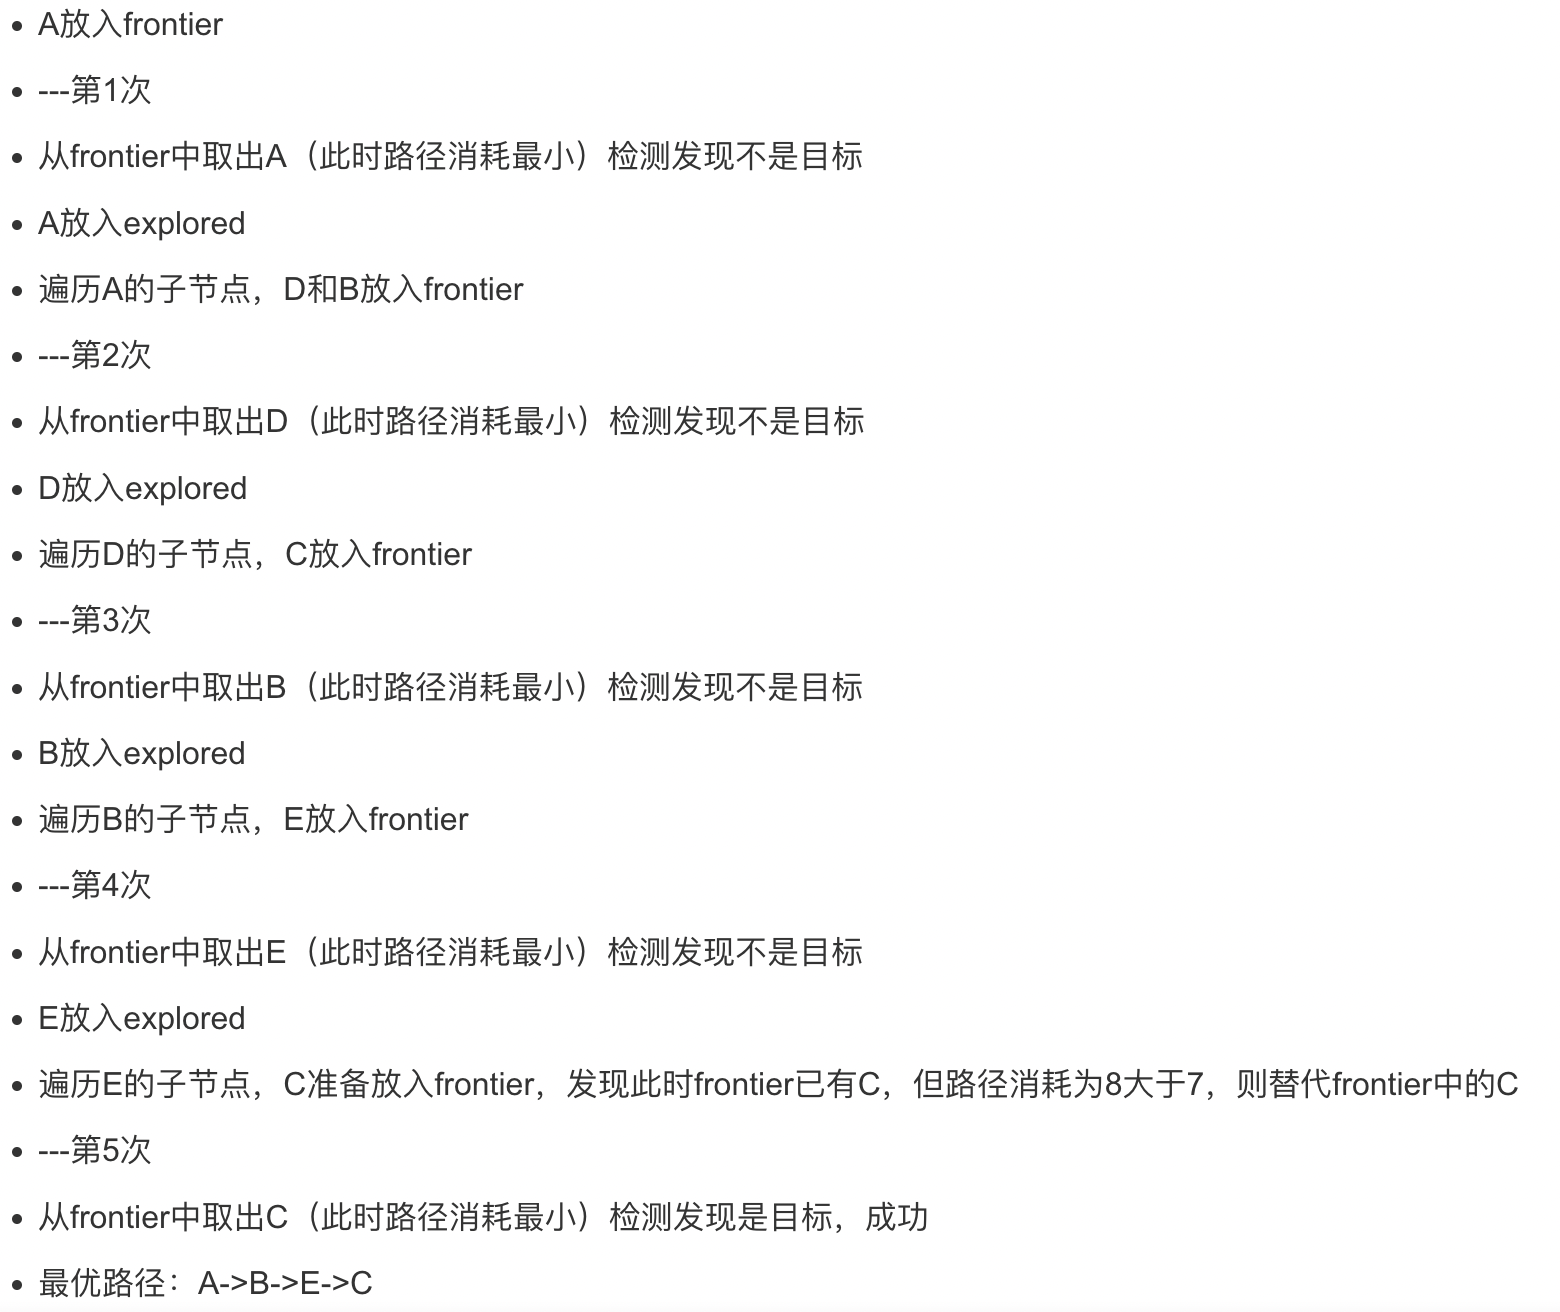 • A放入frontier
• ---第1次
• 从frontier中取出A（此时路径消耗最小）检测发现不是目标
• A放入explored
• 遍历A的子节点，D和B放入frontier
• ---第2次
• 从frontier中取出D（此时路径消耗最小）检测发现不是目标
• D放入explored
• 遍历D的子节点，C放入frontier
• ---第3次
• 从frontier中取出B（此时路径消耗最小）检测发现不是目标
• B放入explored
• 遍历B的子节点，E放入frontier
• ---第4次
• 从frontier中取出E（此时路径消耗最小）检测发现不是目标
• E放入explored
• 遍历E的子节点，C准备放入frontier，发现此时frontier已有C，但路径消耗为8大于7，则替代frontier中的C
• ---第5次
• 从frontier中取出C（此时路径消耗最小）检测发现是目标，成功
• 最优路径：A->B->E->C